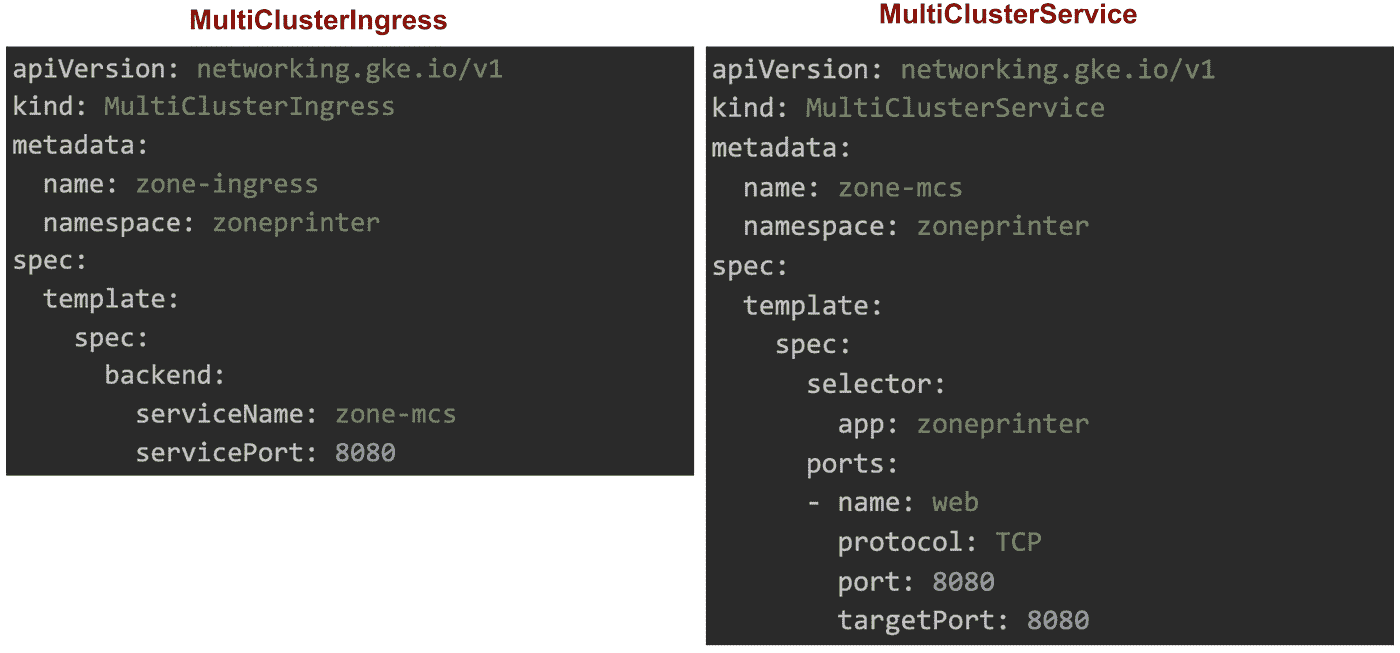 MultiClusterIngress
apiVersion: networking.gke.io/v1
kind: MultiClusterIngress
metadata:
  name: zone-ingress
  namespace: zoneprinter
spec:
  template:
    spec:
      backend:
        serviceName: zone-mcs
        servicePort: 8080
MultiClusterService
apiVersion: networking.gke.io/v1
kind: MultiClusterService
metadata:
  name: zone-mcs
  namespace: zoneprinter
spec:
  template:
    spec:
      selector:
        app: zoneprinter
      ports:
      - name: web
        protocol: TCP
        port: 8080
        targetPort: 8080